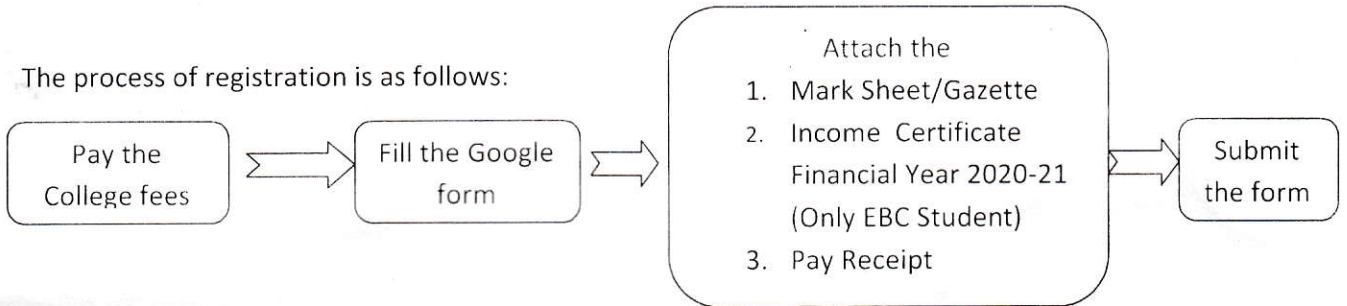 The process of registration is as follows:
Pay the
College fees
Fill the Google
form
Attach the
1. Mark Sheet/Gazette
2. Income Certificate
Financial Year 2020-21
(Only EBC Student)
3. Pay Receipt
Submit
the form